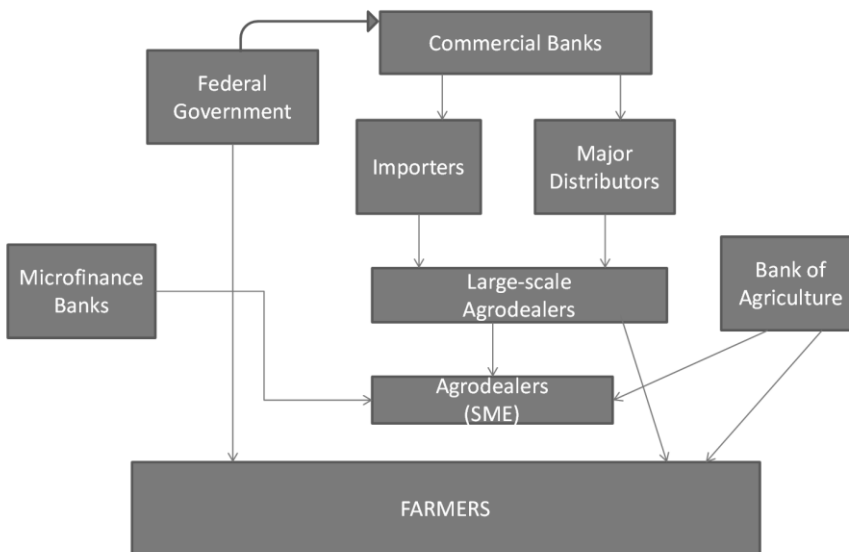 Commercial Banks
Federal
Government
Importers
Major
Distributors
Microfinance
Banks
Large-scale
Agrodealers
Bank of
Agriculture
Agrodealers
(SME)
FARMERS